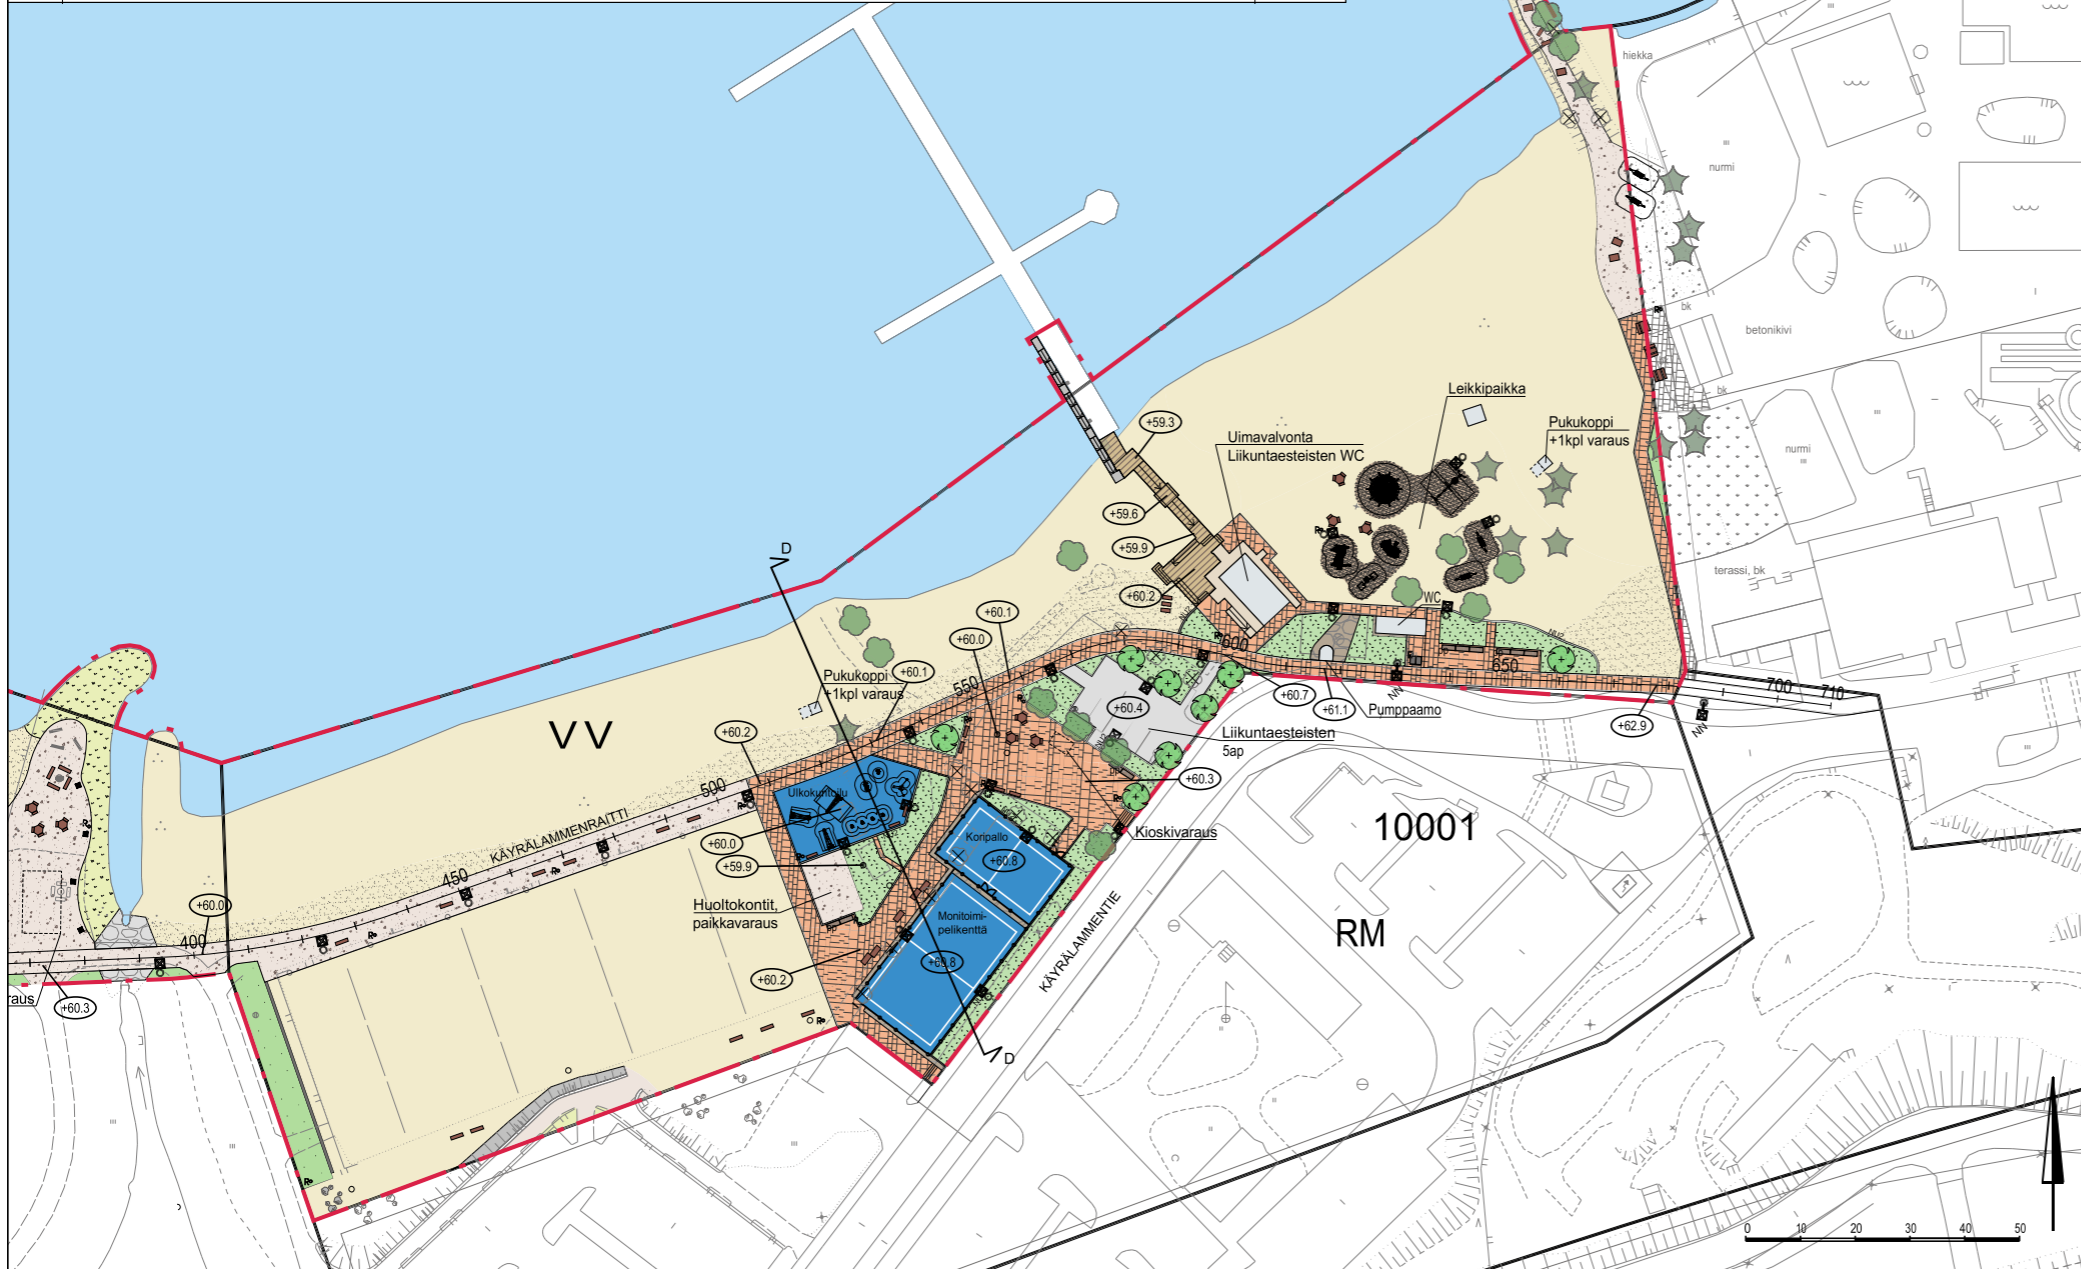 hiekka
nurmi
bk
betonikivi
bk
nurmi
terassi, bk
Leikkipaikka
Pukukoppi
+1kpl varaus
Uimavalvonta
Liikuntaesteisten WC
+59.3
+59.6
+59.9
+60.2
WC
D
+60.1
+60.0
600
650
700
710
Pukukoppi
+1kpl varaus
+60.1
550
+60.4
+60.7
+61.1
Pumppaamo
+62.9
NN
NN
VV
+60.2
Liikuntaesteisten
5ap
+60.3
500
Ulkokuntoilu
KÄYRÄLAMMENRAITTI
+60.0
+59.9
Koripallo
+60.8
Kioskivaraus
10001
450
Huoltokontit,
paikkavaraus
Monitoimi-
pelikenttä
+60.8
RM
+60.0
400
+60.2
KÄYRÄLAMMENTIE
raus
+60.3
D
0 10 20 30 40 50